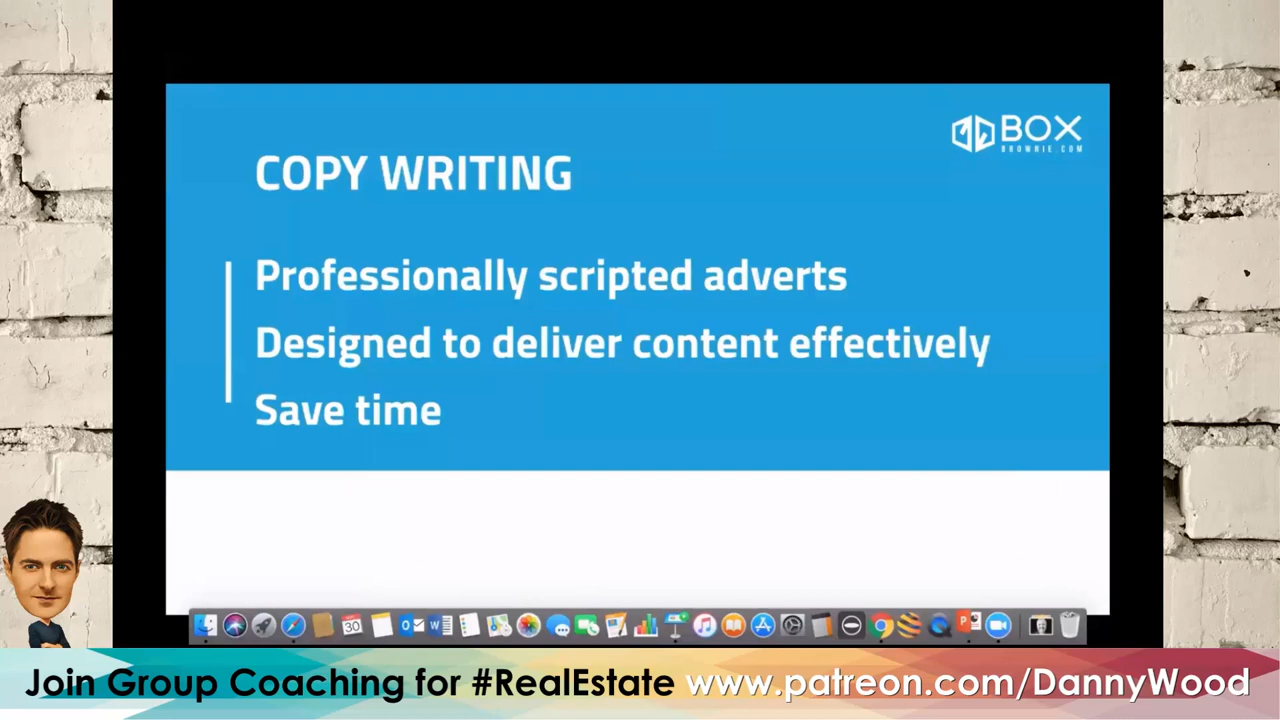 BOX
BROWNIE.COM
COPY WRITING
Professionally scripted adverts
Designed to deliver content effectively
Save time
30
Join Group Coaching for #RealEstate www.patreon.com/DannyWood